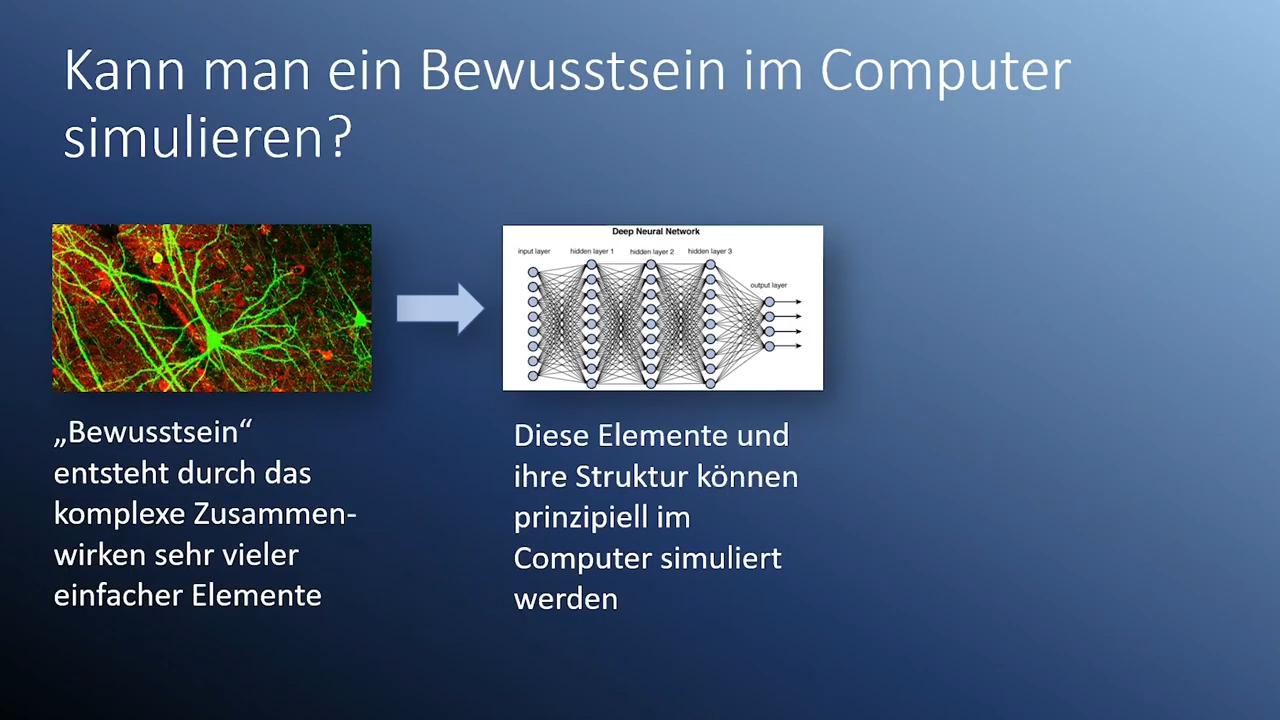 Kann man ein Bewusstsein im Computer
simulieren?
Deep Neural Network
input layer
hidden layer 1
hidden layer 2
hidden layer 3
output layer
„Bewusstsein“
entsteht durch das
komplexe Zusammen-
wirken sehr vieler
einfacher Elemente
Diese Elemente und
ihre Struktur können
prinzipiell im
Computer simuliert
werden